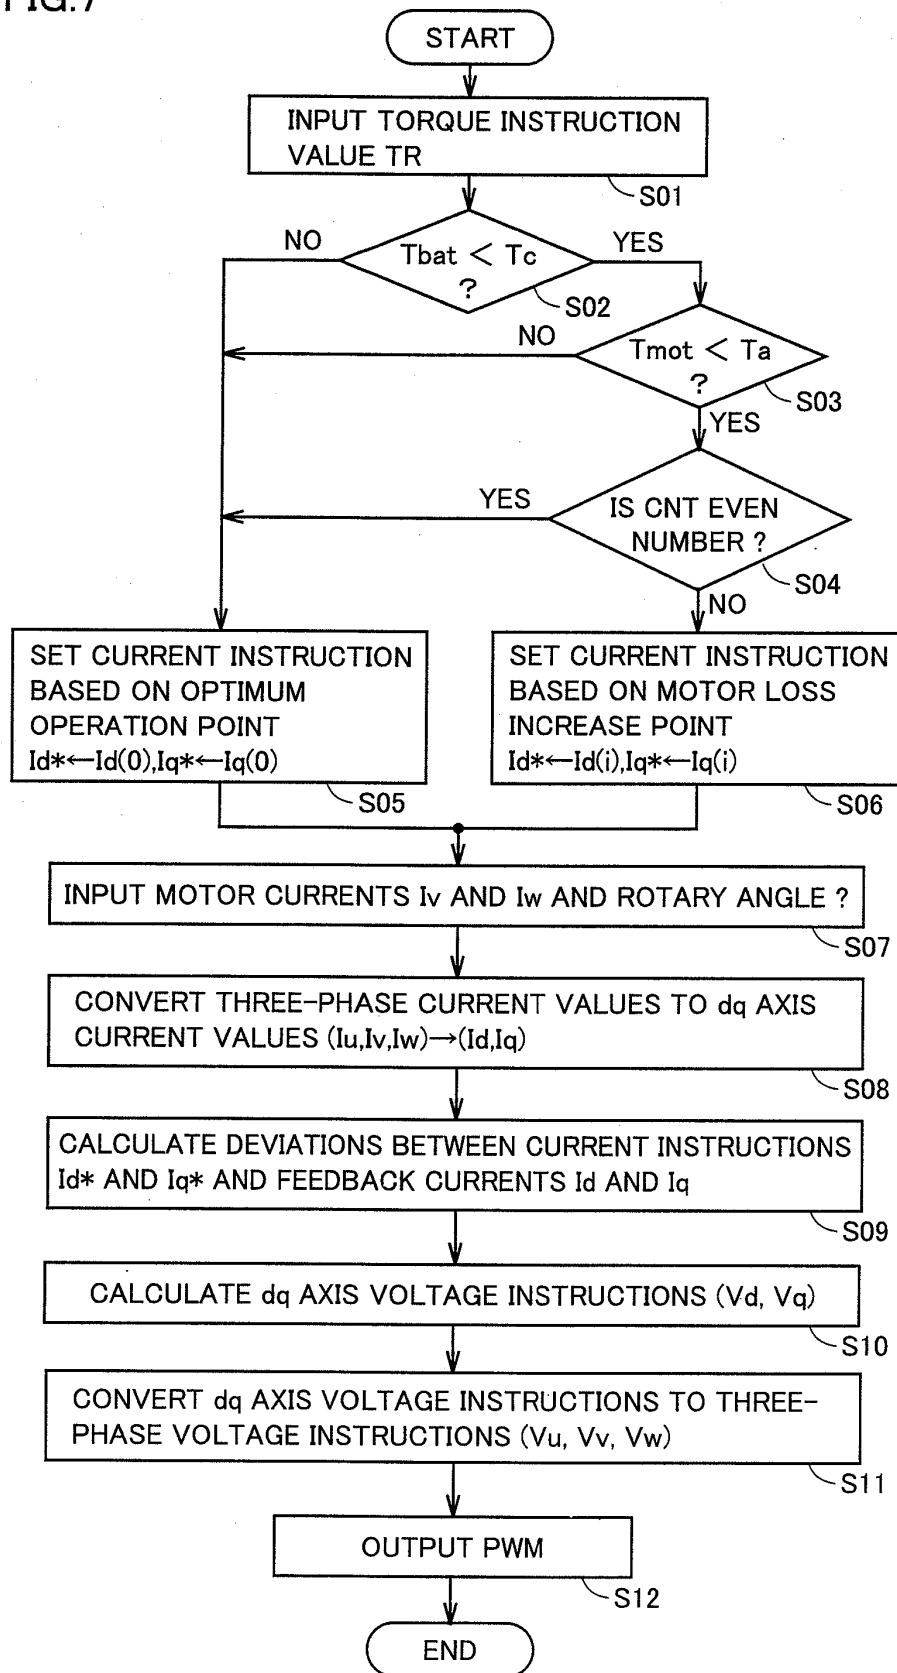 FIG.7
START
INPUT TORQUE INSTRUCTION
VALUE TR
S01
NO
Tbat < Tc
?
YES
S02
NO
Tmot < Ta
?
S03
YES
YES
IS CNT EVEN
NUMBER ?
S04
NO
SET CURRENT INSTRUCTION
BASED ON OPTIMUM
OPERATION POINT
Id*←Id(0),Iq*←Iq(0)
S05
SET CURRENT INSTRUCTION
BASED ON MOTOR LOSS
INCREASE POINT
Id*←Id(i),Iq*←Iq(i)
S06
INPUT MOTOR CURRENTS Iv AND Iw AND ROTARY ANGLE ?
S07
CONVERT THREE-PHASE CURRENT VALUES TO dq AXIS
CURRENT VALUES (Iu,Iv,Iw)→(Id,Iq)
S08
CALCULATE DEVIATIONS BETWEEN CURRENT INSTRUCTIONS
Id* AND Iq* AND FEEDBACK CURRENTS Id AND Iq
S09
CALCULATE dq AXIS VOLTAGE INSTRUCTIONS (Vd, Vq)
S10
CONVERT dq AXIS VOLTAGE INSTRUCTIONS TO THREE-
PHASE VOLTAGE INSTRUCTIONS (Vu, Vv, Vw)
S11
OUTPUT PWM
S12
END